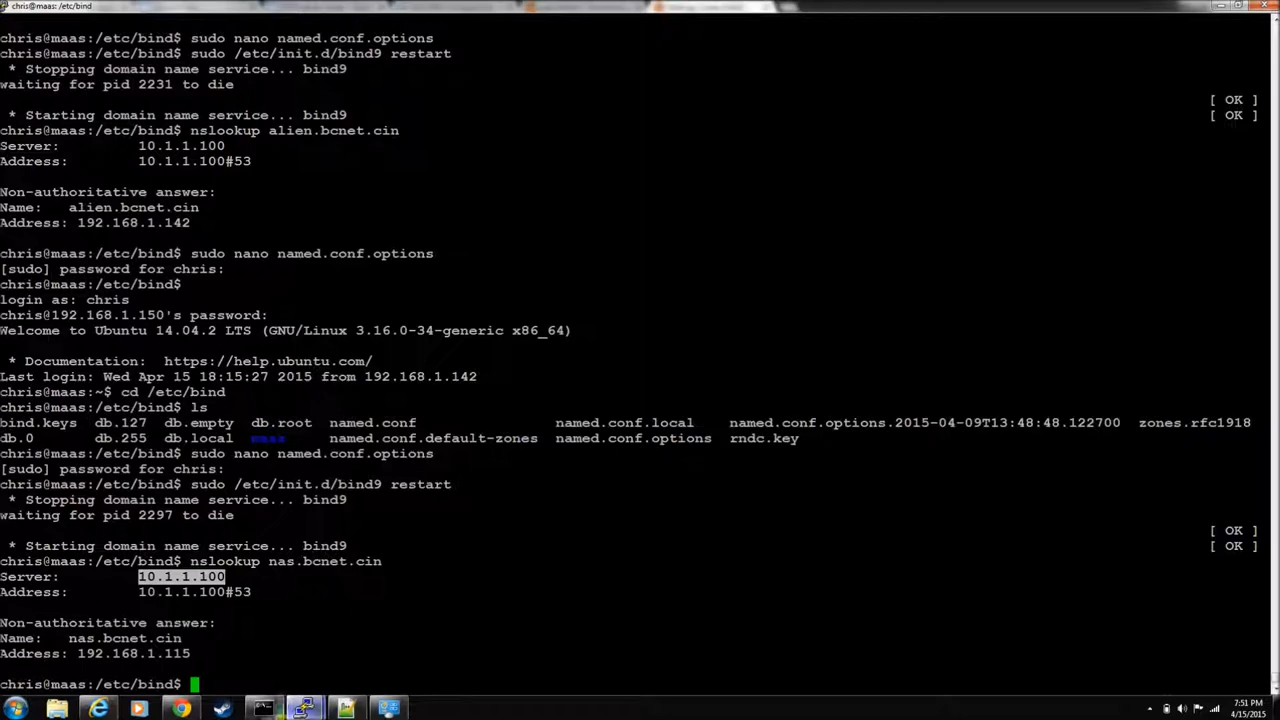 chris@maas: /etc/bind
chris@maas:/etc/bind$ sudo nano named.conf.options
chris@maas:/etc/bind$ sudo /etc/init.d/bind9 restart
 * Stopping domain name service... bind9
waiting for pid 2231 to die
[ OK ]
 * Starting domain name service... bind9 [ OK ]
chris@maas:/etc/bind$ nslookup alien.bcnet.cin
Server: 10.1.1.100
Address: 10.1.1.100#53
Non-authoritative answer:
Name: alien.bcnet.cin
Address: 192.168.1.142
chris@maas:/etc/bind$ sudo nano named.conf.options
[sudo] password for chris:
chris@maas:/etc/bind$
login as: chris
chris@192.168.1.150's password:
Welcome to Ubuntu 14.04.2 LTS (GNU/Linux 3.16.0-34-generic x86_64)
 * Documentation: https://help.ubuntu.com/
Last login: Wed Apr 15 18:15:27 2015 from 192.168.1.142
chris@maas:~$ cd /etc/bind
chris@maas:/etc/bind$ ls
bind.keys db.127 db.empty db.root named.conf named.conf.local named.conf.options.2015-04-09T13:48:48.122700 zones.rfc1918
db.0 db.255 db.local maas named.conf.default-zones named.conf.options rndc.key
chris@maas:/etc/bind$ sudo nano named.conf.options
[sudo] password for chris:
chris@maas:/etc/bind$ sudo /etc/init.d/bind9 restart
 * Stopping domain name service... bind9
waiting for pid 2297 to die
[ OK ]
 * Starting domain name service... bind9 [ OK ]
chris@maas:/etc/bind$ nslookup nas.bcnet.cin
Server: 10.1.1.100
Address: 10.1.1.100#53
Non-authoritative answer:
Name: nas.bcnet.cin
Address: 192.168.1.115
chris@maas:/etc/bind$
7:51 PM
4/15/2015